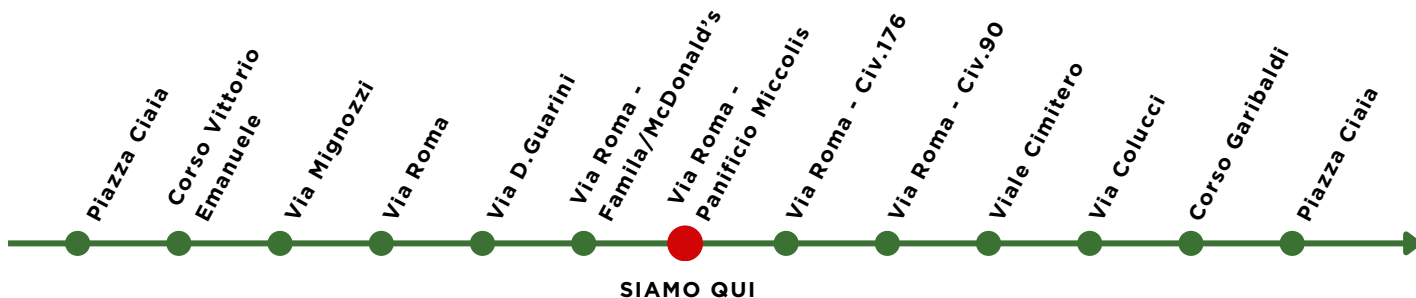 Piazza Ciaia
Corso Vittorio
Emanuele
Via Mignozzi
Via Roma
Via D.Guarini
Via Roma -
Famila/McDonald's
Via Roma -
Panificio Miccolis
Via Roma - Civ.176
Via Roma - Civ.90
Viale Cimitero
Via Colucci
Corso Garibaldi
Piazza Ciaia
SIAMO QUI